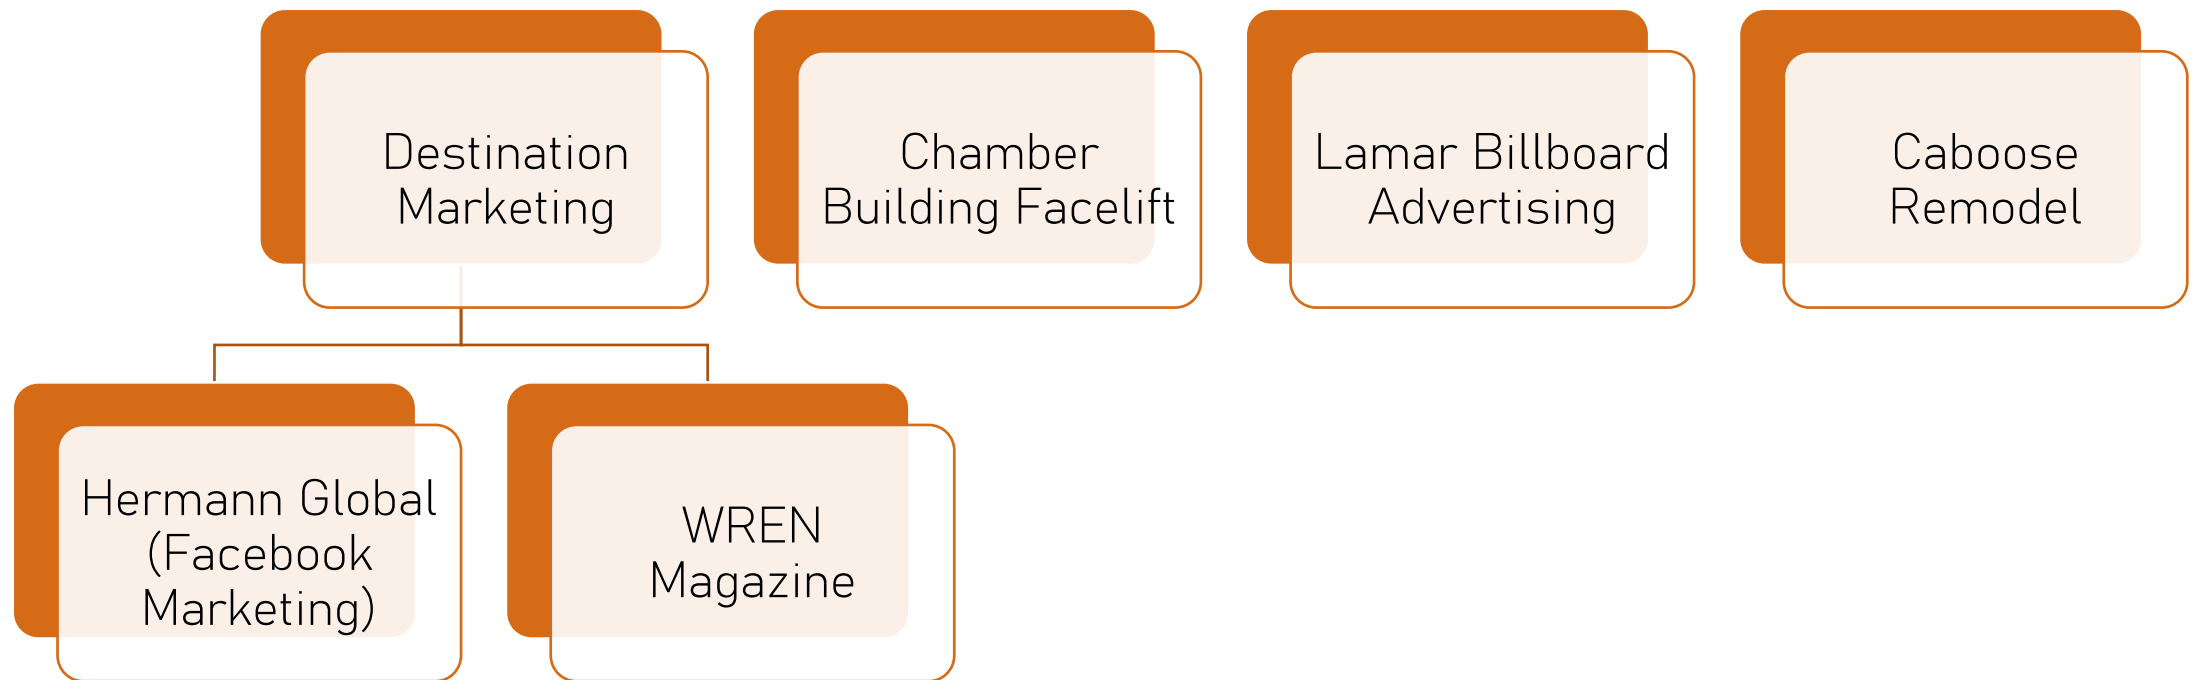 Destination
Marketing
Chamber
Building Facelift
Lamar Billboard
Advertising
Caboose
Remodel
Hermann Global
(Facebook
Marketing)
WREN
Magazine